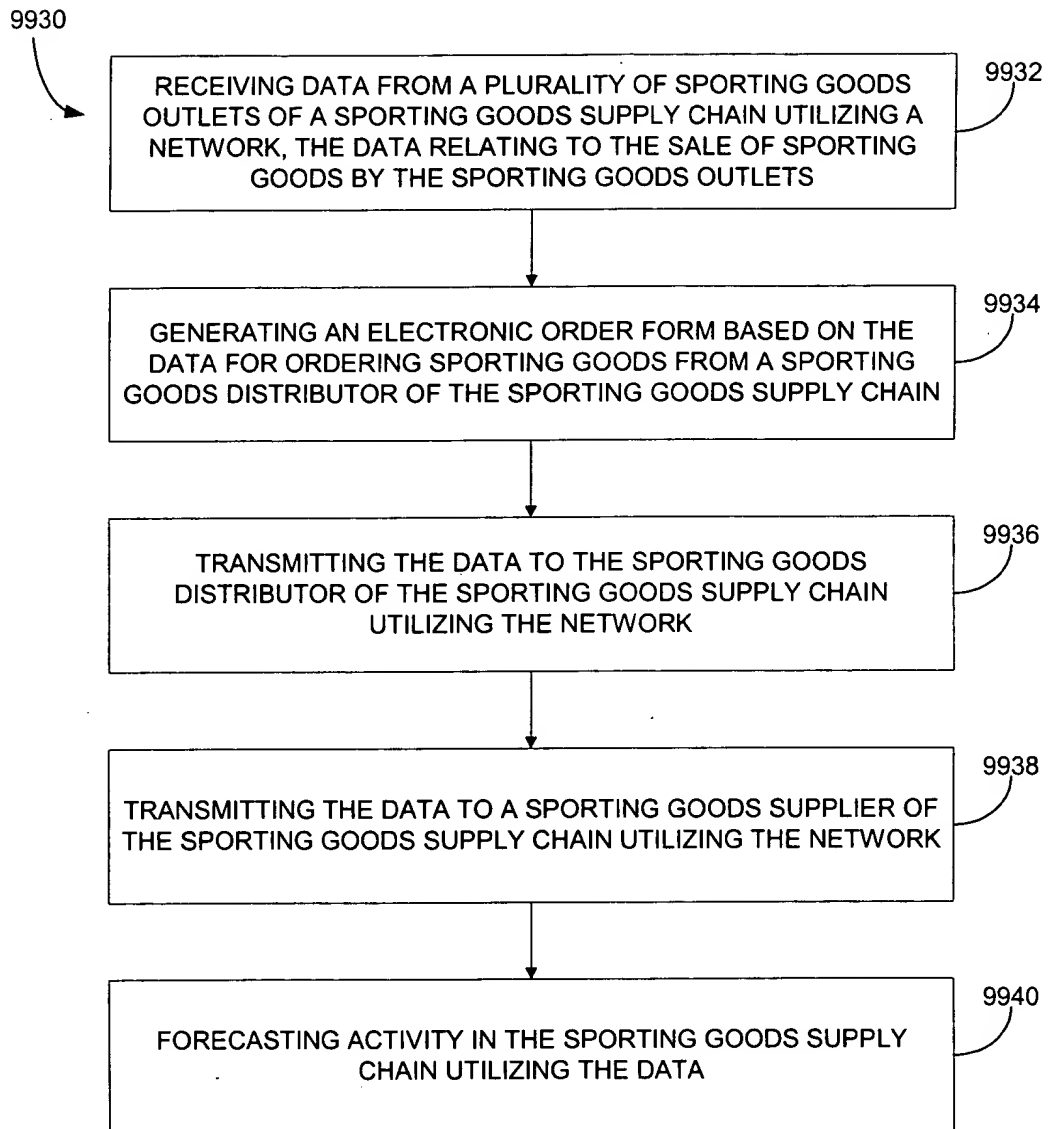 9930
RECEIVING DATA FROM A PLURALITY OF SPORTING GOODS
OUTLETS OF A SPORTING GOODS SUPPLY CHAIN UTILIZING A
NETWORK, THE DATA RELATING TO THE SALE OF SPORTING
GOODS BY THE SPORTING GOODS OUTLETS
9932
GENERATING AN ELECTRONIC ORDER FORM BASED ON THE
DATA FOR ORDERING SPORTING GOODS FROM A SPORTING
GOODS DISTRIBUTOR OF THE SPORTING GOODS SUPPLY CHAIN
9934
TRANSMITTING THE DATA TO THE SPORTING GOODS
DISTRIBUTOR OF THE SPORTING GOODS SUPPLY CHAIN
UTILIZING THE NETWORK
9936
TRANSMITTING THE DATA TO A SPORTING GOODS SUPPLIER OF
THE SPORTING GOODS SUPPLY CHAIN UTILIZING THE NETWORK
9938
FORECASTING ACTIVITY IN THE SPORTING GOODS SUPPLY
CHAIN UTILIZING THE DATA
9940